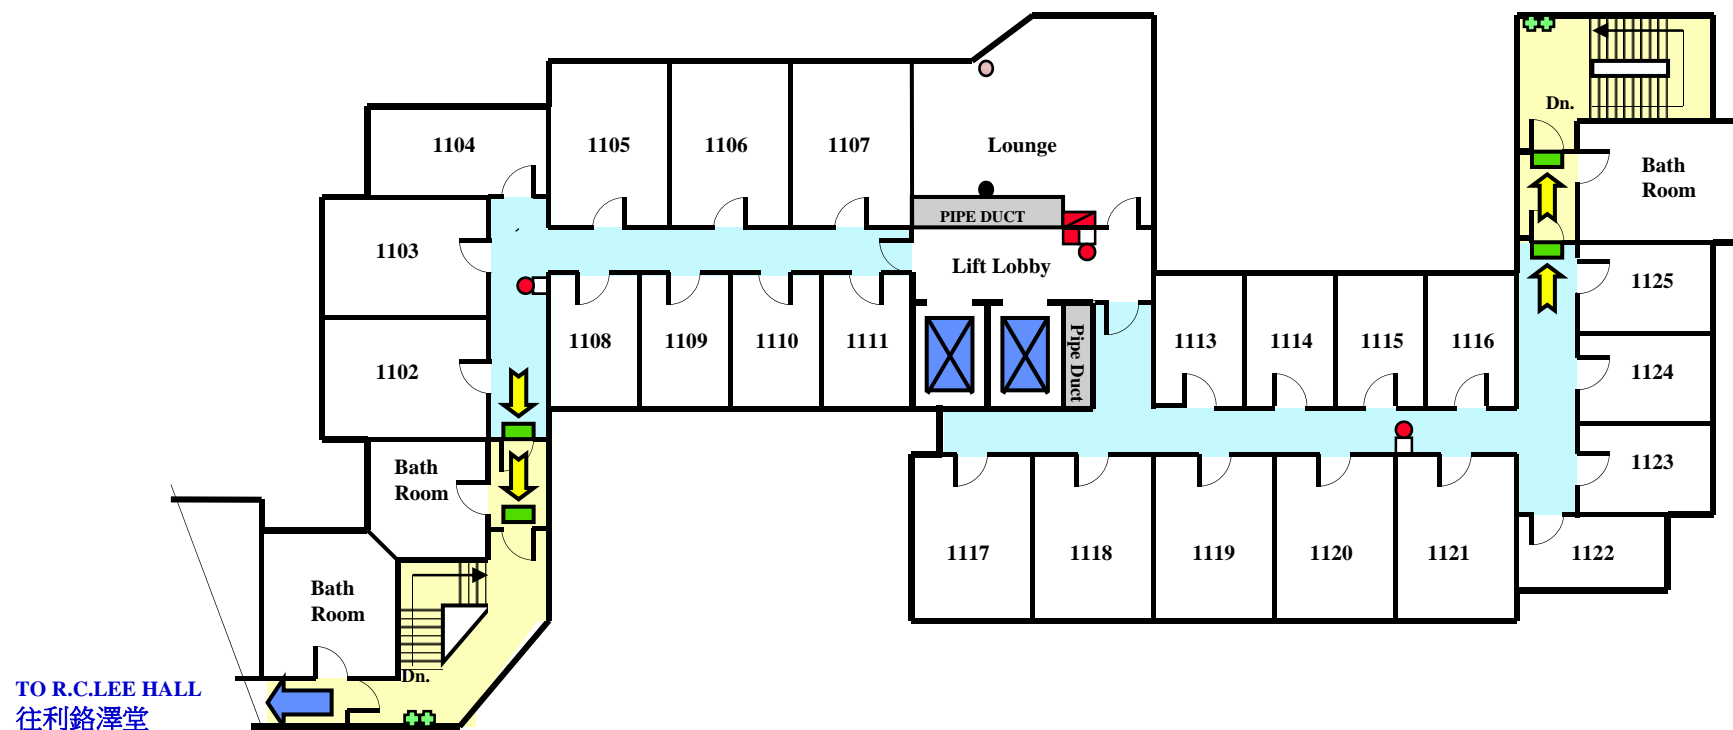 Dn.
1104
1105
1106
1107
Lounge
Bath
Room
PIPE DUCT
1103
Lift Lobby
1125
1102
1108
1109
1110
1111
Pipe Duct
1113
1114
1115
1116
1124
Bath
Room
1123
1117
1118
1119
1120
1121
1122
Bath
Room
Dn.
TO R.C.LEE HALL
往利銘澤堂